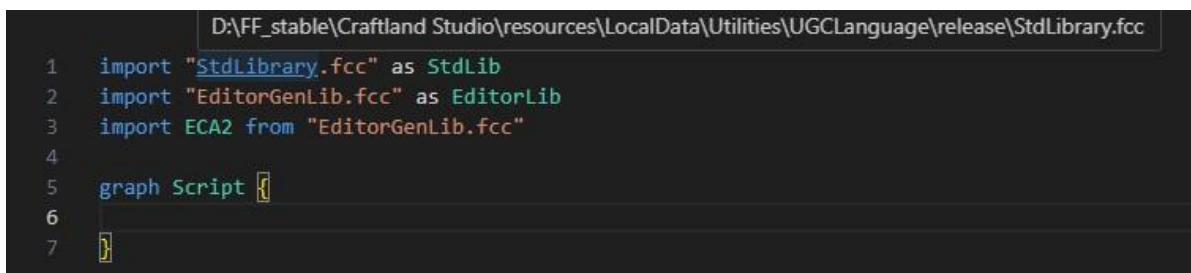 D:\FF_stable\Craftland Studio\resources\LocalData\Utilities\UGCLanguage\release\StdLibrary.fcc
1 import "StdLibrary.fcc" as StdLib
2 import "EditorGenLib.fcc" as EditorLib
3 import ECA2 from "EditorGenLib.fcc"
4
5 graph Script {
6
7 }